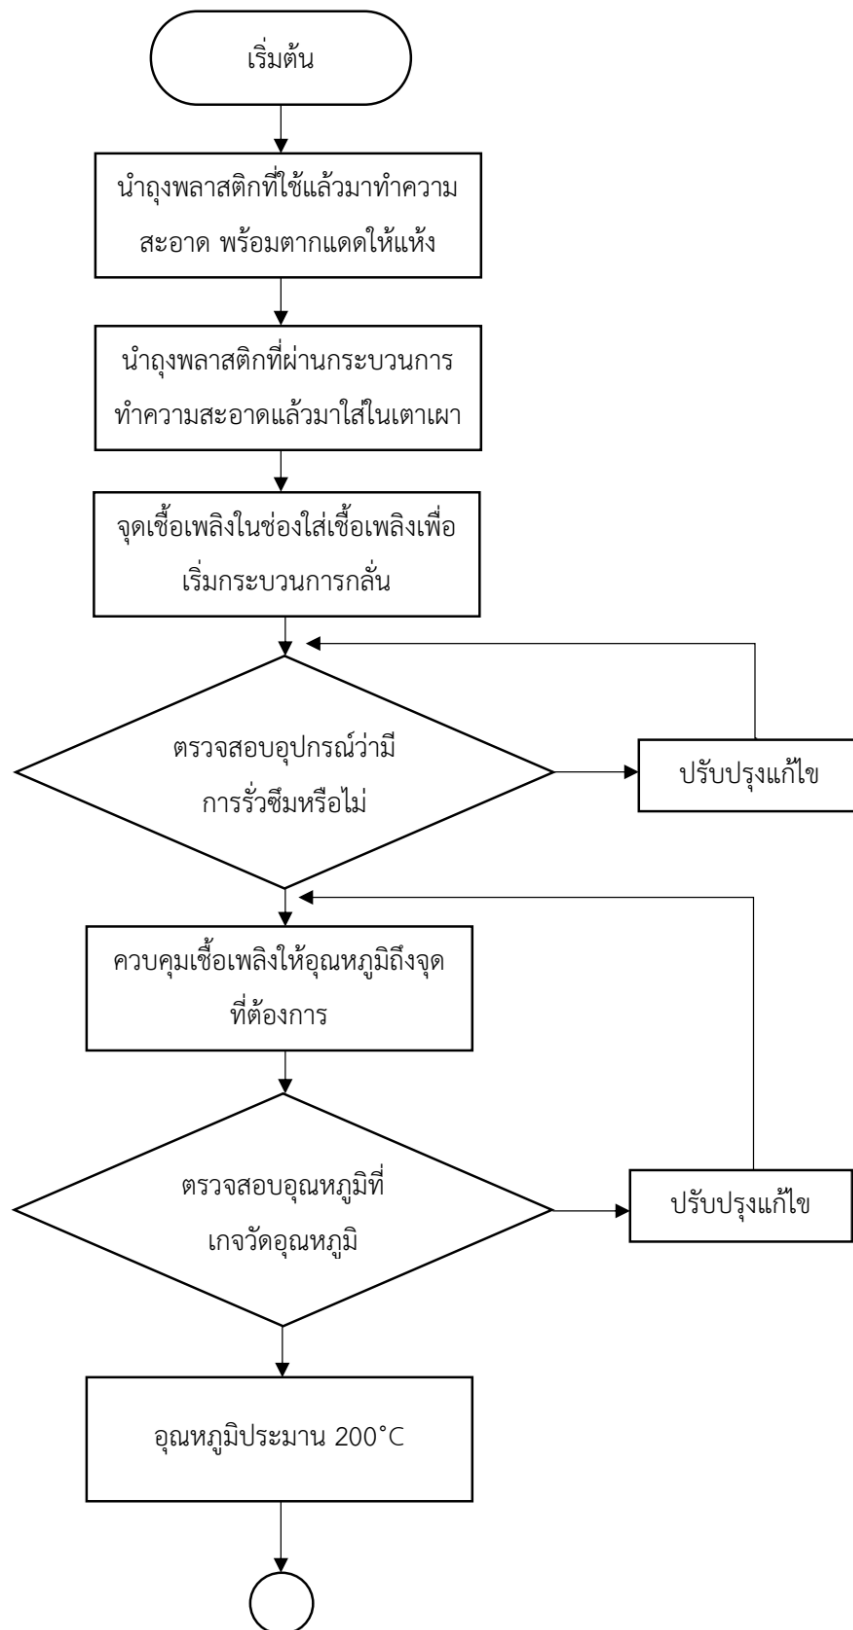 เริ่มต้น
นำถุงพลาสติกที่ใช้แล้วมาทำความ
สะอาด พร้อมตากแดดให้แห้ง
นำถุงพลาสติกที่ผ่านกระบวนการ
ทำความสะอาดแล้วมาใส่ในเตาเผา
จุดเชื้อเพลิงในช่องใส่เชื้อเพลิงเพื่อ
เริ่มกระบวนการกลั่น
ตรวจสอบอุปกรณ์ว่ามี
การรั่วซึมหรือไม่
ปรับปรุงแก้ไข
ควบคุมเชื้อเพลิงให้อุณหภูมิถึงจุด
ที่ต้องการ
ตรวจสอบอุณหภูมิที่
เกจวัดอุณหภูมิ
ปรับปรุงแก้ไข
อุณหภูมิประมาน 200°C